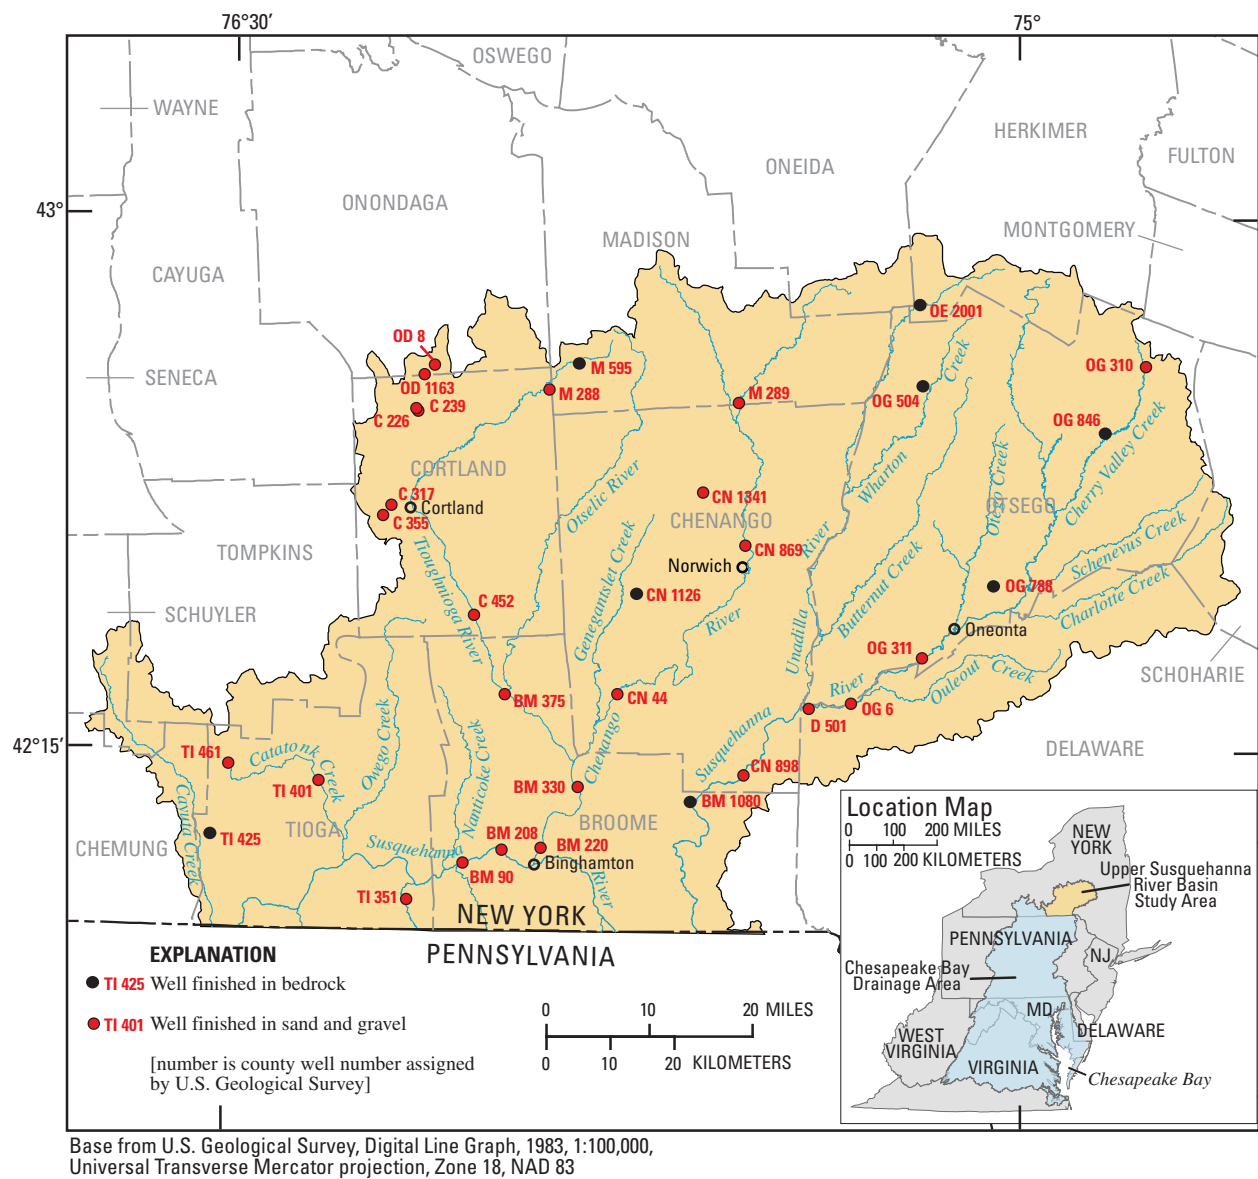 76°30'
75°
OSWEGO
WAYNE
HERKIMER
FULTON
ONEIDA
ONONDAGA
43°
MADISON
MONTGOMERY
CAYUGA
OE 2001
OD 8
M 595
OG 310
SENECA
OD 1163
M 288
M 289
OG 504
Creek
C 239
C 226
OG 846
CORTLAND
Otselic River
Wharton
Otego Creek
Cherry Valley Creek
C 317
Cortland
CN 1341
C 355
CHENANGO
OTSEGO
Schenevus Creek
TOMPKINS
Tioughnioga River
Genegantslet Creek
CN 869
River
Norwich
Butternut Creek
OG 788
Charlotte Creek
SCHUYLER
C 452
CN 1126
River
Unadilla
Oneonta
OG 311
SCHOHARIE
BM 375
CN 44
River
Ouleout Creek
OG 6
D 501
Susquehanna
42°15'
TI 461
Catatonk Creek
Owego Creek
Nanticoke Creek
Chenango
DELAWARE
TI 401
BM 330
CN 898
BM 1080
Cayuta Creek
TI 425
TIOGA
BROOME
CHEMUNG
Susquehanna
BM 208
BM 220
Binghamton
BM 90
River
TI 351
NEW YORK
PENNSYLVANIA
EXPLANATION
TI 425 Well finished in bedrock
TI 401 Well finished in sand and gravel
[number is county well number assigned
by U.S. Geological Survey]
0 10 20 MILES
0 10 20 KILOMETERS
Location Map
0 100 200 MILES
0 100 200 KILOMETERS
NEW
YORK
Upper Susquehanna
River Basin
Study Area
PENNSYLVANIA
NJ
Chesapeake Bay
Drainage Area
MD
DELAWARE
WEST
VIRGINIA
VIRGINIA
Chesapeake Bay
Base from U.S. Geological Survey, Digital Line Graph, 1983, 1:100,000,
Universal Transverse Mercator projection, Zone 18, NAD 83